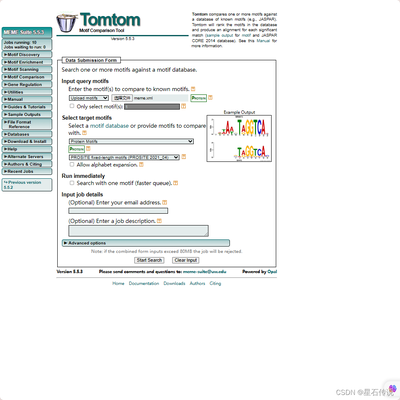 MEME Suite 5.5.3
Jobs running: 10
Jobs waiting to run: 0
▶ Motif Discovery
▶ Motif Enrichment
▶ Motif Scanning
▶ Motif Comparison
▶ Gene Regulation
▶ Utilities
▶ Manual
▶ Guides & Tutorials
▶ Sample Outputs
▶ File Format Reference
▶ Databases
▶ Download & Install
▶ Help
▶ Alternate Servers
▶ Authors & Citing
▶ Recent Jobs
Previous version 5.5.2
Tomtom
Motif Comparison Tool
Version 5.5.3
Tomtom compares one or more motifs against
a database of known motifs (e.g., JASPAR).
Tomtom will rank the motifs in the database
and produce an alignment for each significant
match (sample output for motif and JASPAR
CORE 2014 database). See this Manual for
more information.
Data Submission Form
Search one or more motifs against a motif database.
Input query motifs
Enter the motif(s) to compare to known motifs.
Upload motifs 选择文件 meme.xml Protein
Only select motif(s):
Example Output
Select target motifs
Select a motif database or provide motifs to compare
with.
Protein Motifs
Protein
PROSITE fixed-length motifs (PROSITE 2021_04)
Allow alphabet expansion.
Run immediately
Search with one motif (faster queue).
Input job details
(Optional) Enter your email address.
(Optional) Enter a job description.
▶ Advanced options
Note: if the combined form inputs exceed 80MB the job will be rejected.
Start Search Clear Input
Version 5.5.3 Please send comments and questions to: meme-suite@uw.edu Powered by Opal
Home Documentation Downloads Authors Citing
CSDN @星石传说